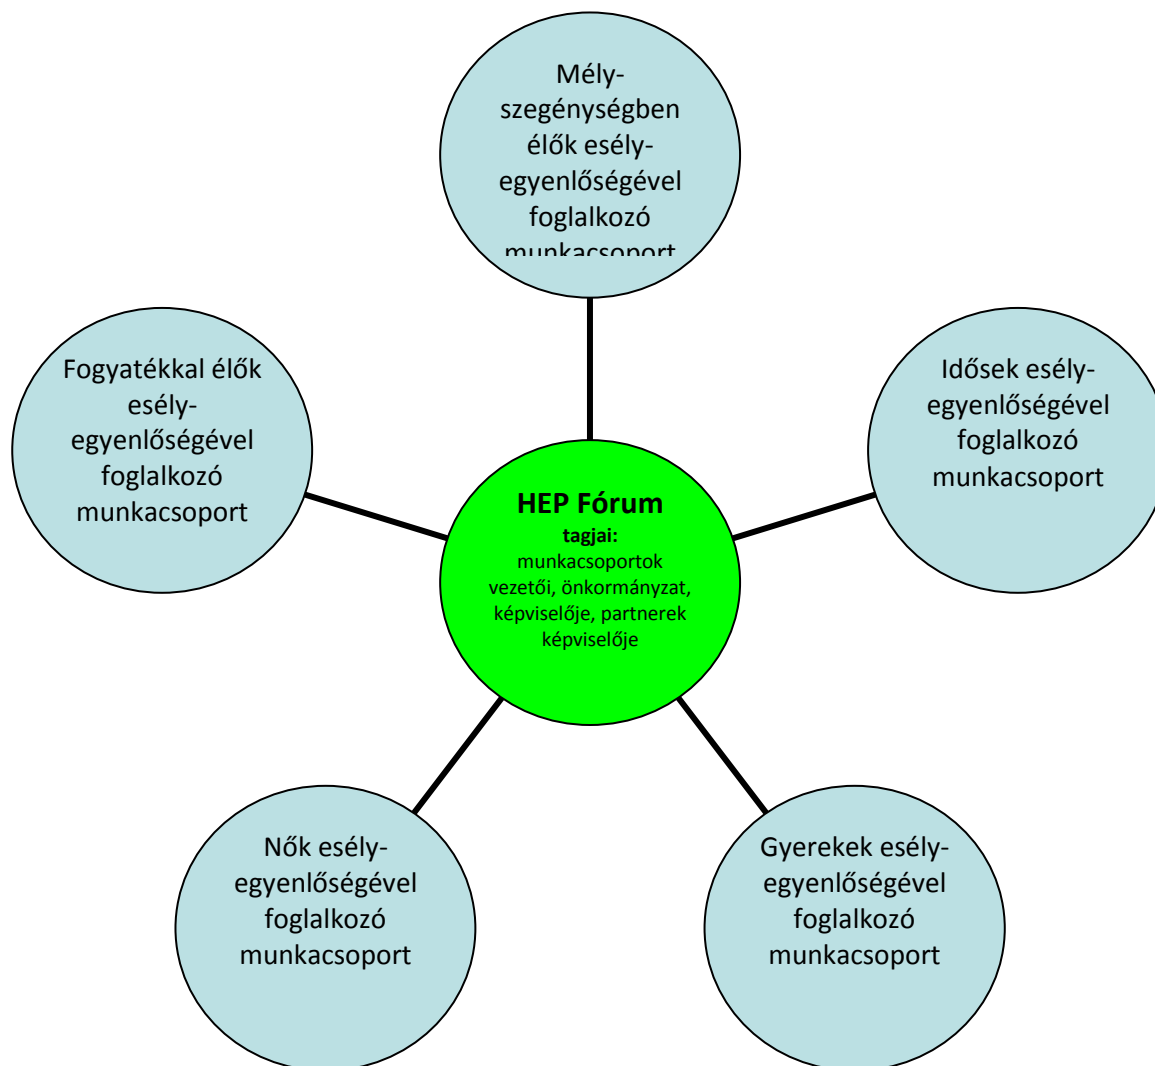 Mély-
szegénységben
élők esély-
egyenlőségével
foglalkozó
munkacsoport
Fogyatékkal élők
esély-
egyenlőségével
foglalkozó
munkacsoport
Idősek esély-
egyenlőségével
foglalkozó
munkacsoport
HEP Fórum
tagjai:
munkacsoportok
vezetői, önkormányzat,
képviselője, partnerek
képviselője
Nők esély-
egyenlőségével
foglalkozó
munkacsoport
Gyerekek esély-
egyenlőségével
foglalkozó
munkacsoport